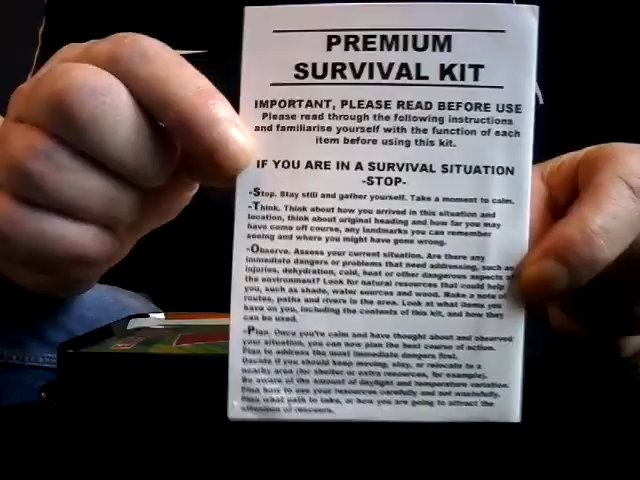 PREMIUM
SURVIVAL KIT
IMPORTANT, PLEASE READ BEFORE USE
Please read through the following instructions
and familiarise yourself with the function of each
item before using this kit.
IF YOU ARE IN A SURVIVAL SITUATION
-STOP-
-Stop. Stay still and gather yourself. Take a moment to calm.
-Think. Think about how you arrived in this situation and
location, think about original heading and how far you may
have come off course, any landmarks you can remember
seeing and where you might have gone wrong.
-Observe. Assess your current situation. Are there any
immediate dangers or problems that need addressing, such as
injuries, dehydration, cold, heat or other dangerous aspects of
the environment? Look for natural resources that could help
you, such as shade, water sources and wood. Make a note of
routes, paths and rivers in the area. Look at what items you
have on you, including the contents of this kit, and how they
can be used.
-Plan. Once you're calm and have thought about and observed
your situation, you can now plan the best course of action.
Plan to address the most immediate dangers first.
Decide if you should keep moving, stay, or relocate to a
nearby area (for shelter or extra resources, for example).
Be aware of the amount of daylight and temperature variation.
Plan how to use your resources carefully and not wastefully.
Plan what path to take, or how you are going to attract the
attention of rescuers.